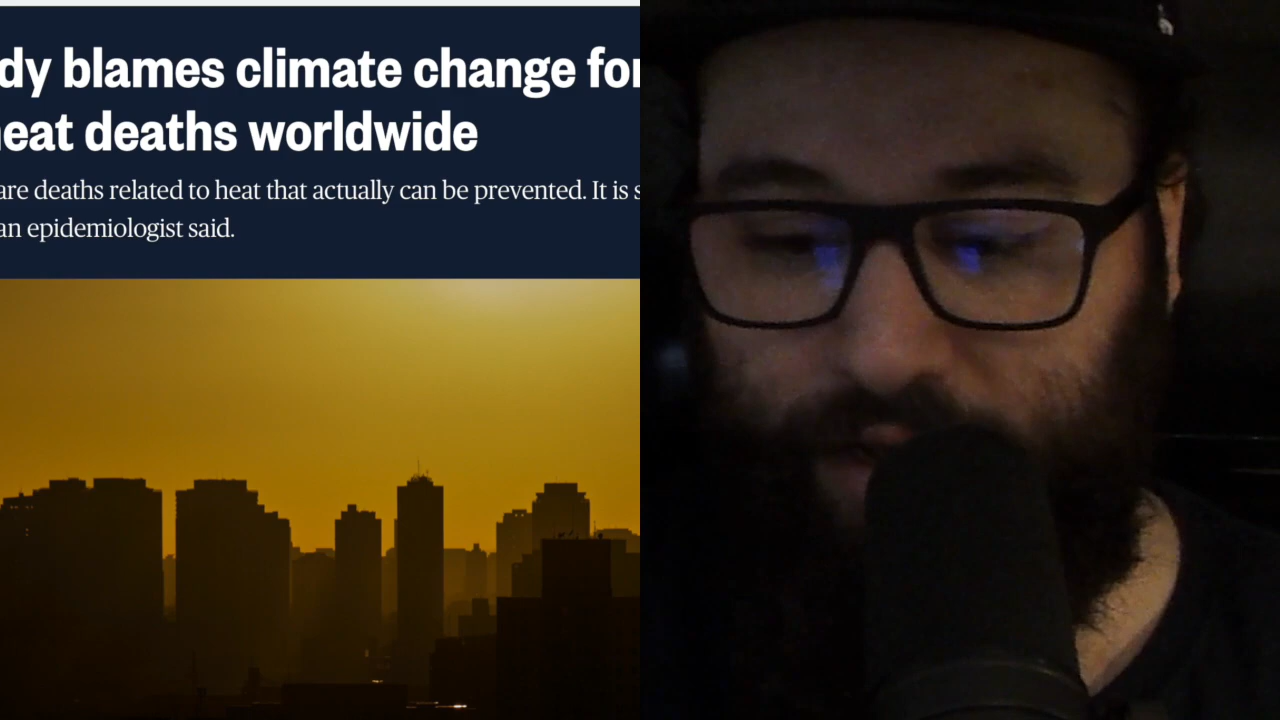 dy blames climate change for
heat deaths worldwide
are deaths related to heat that actually can be prevented. It is s
an epidemiologist said.